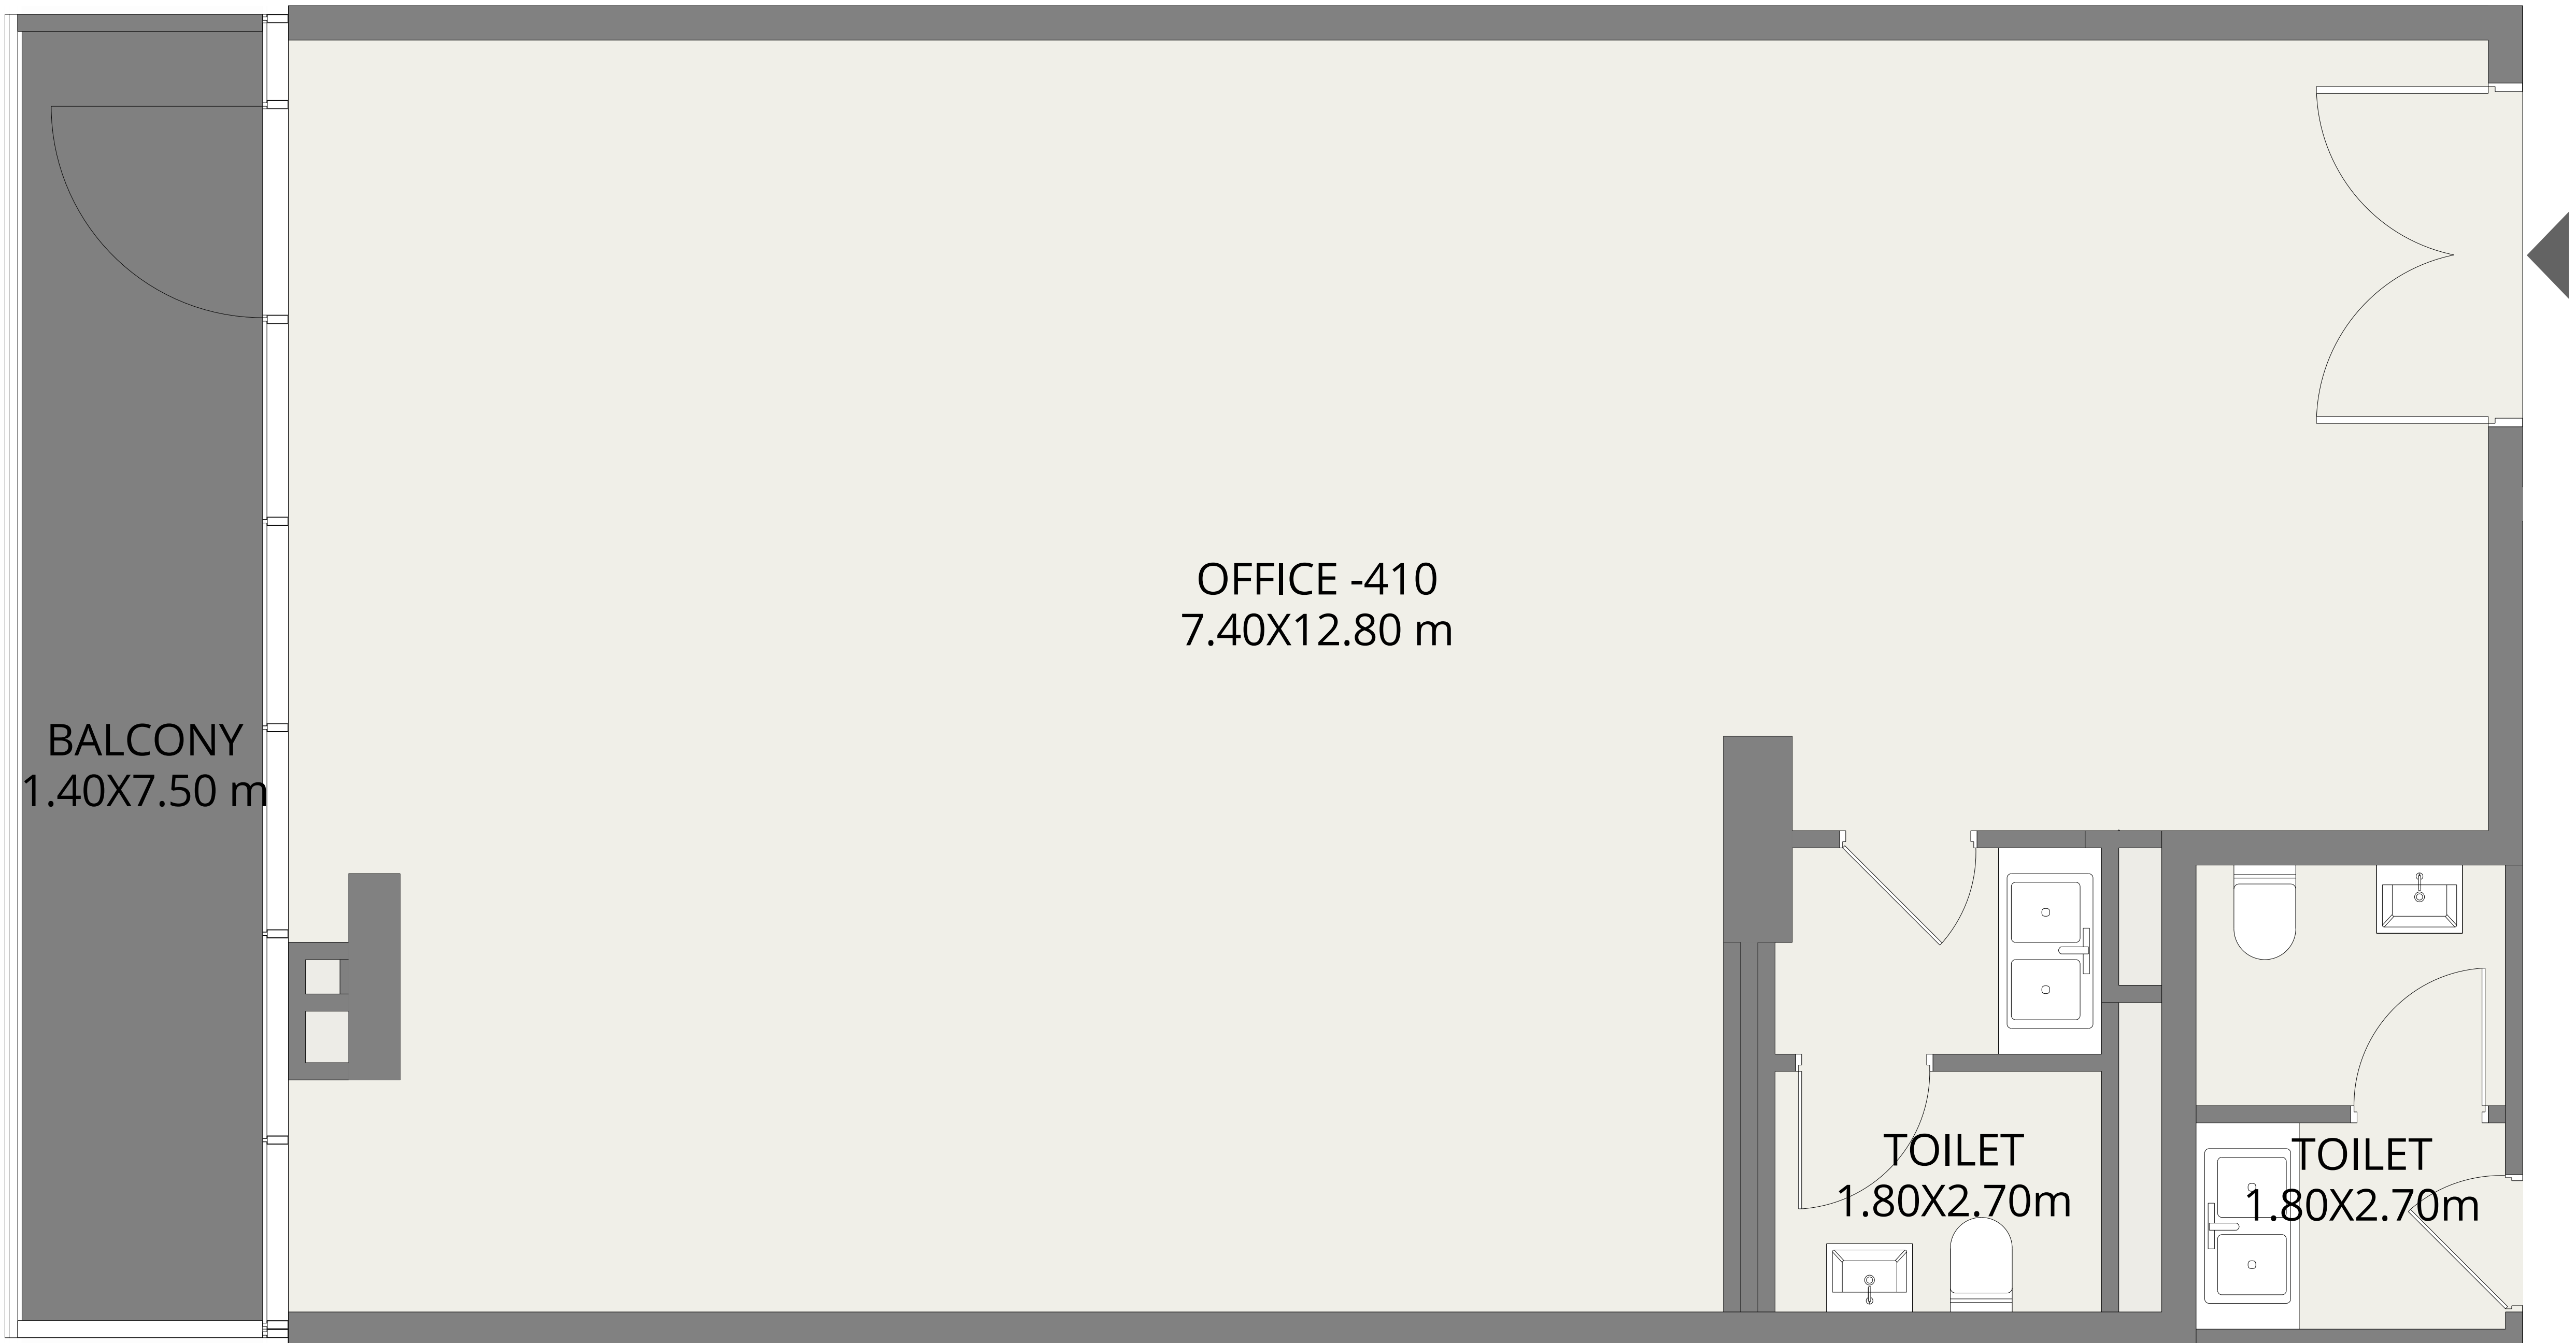 OFFICE -410
7.40X12.80 m
BALCONY
1.40X7.50 m
TOILET
1.80X2.70m
TOILET
1.80X2.70m